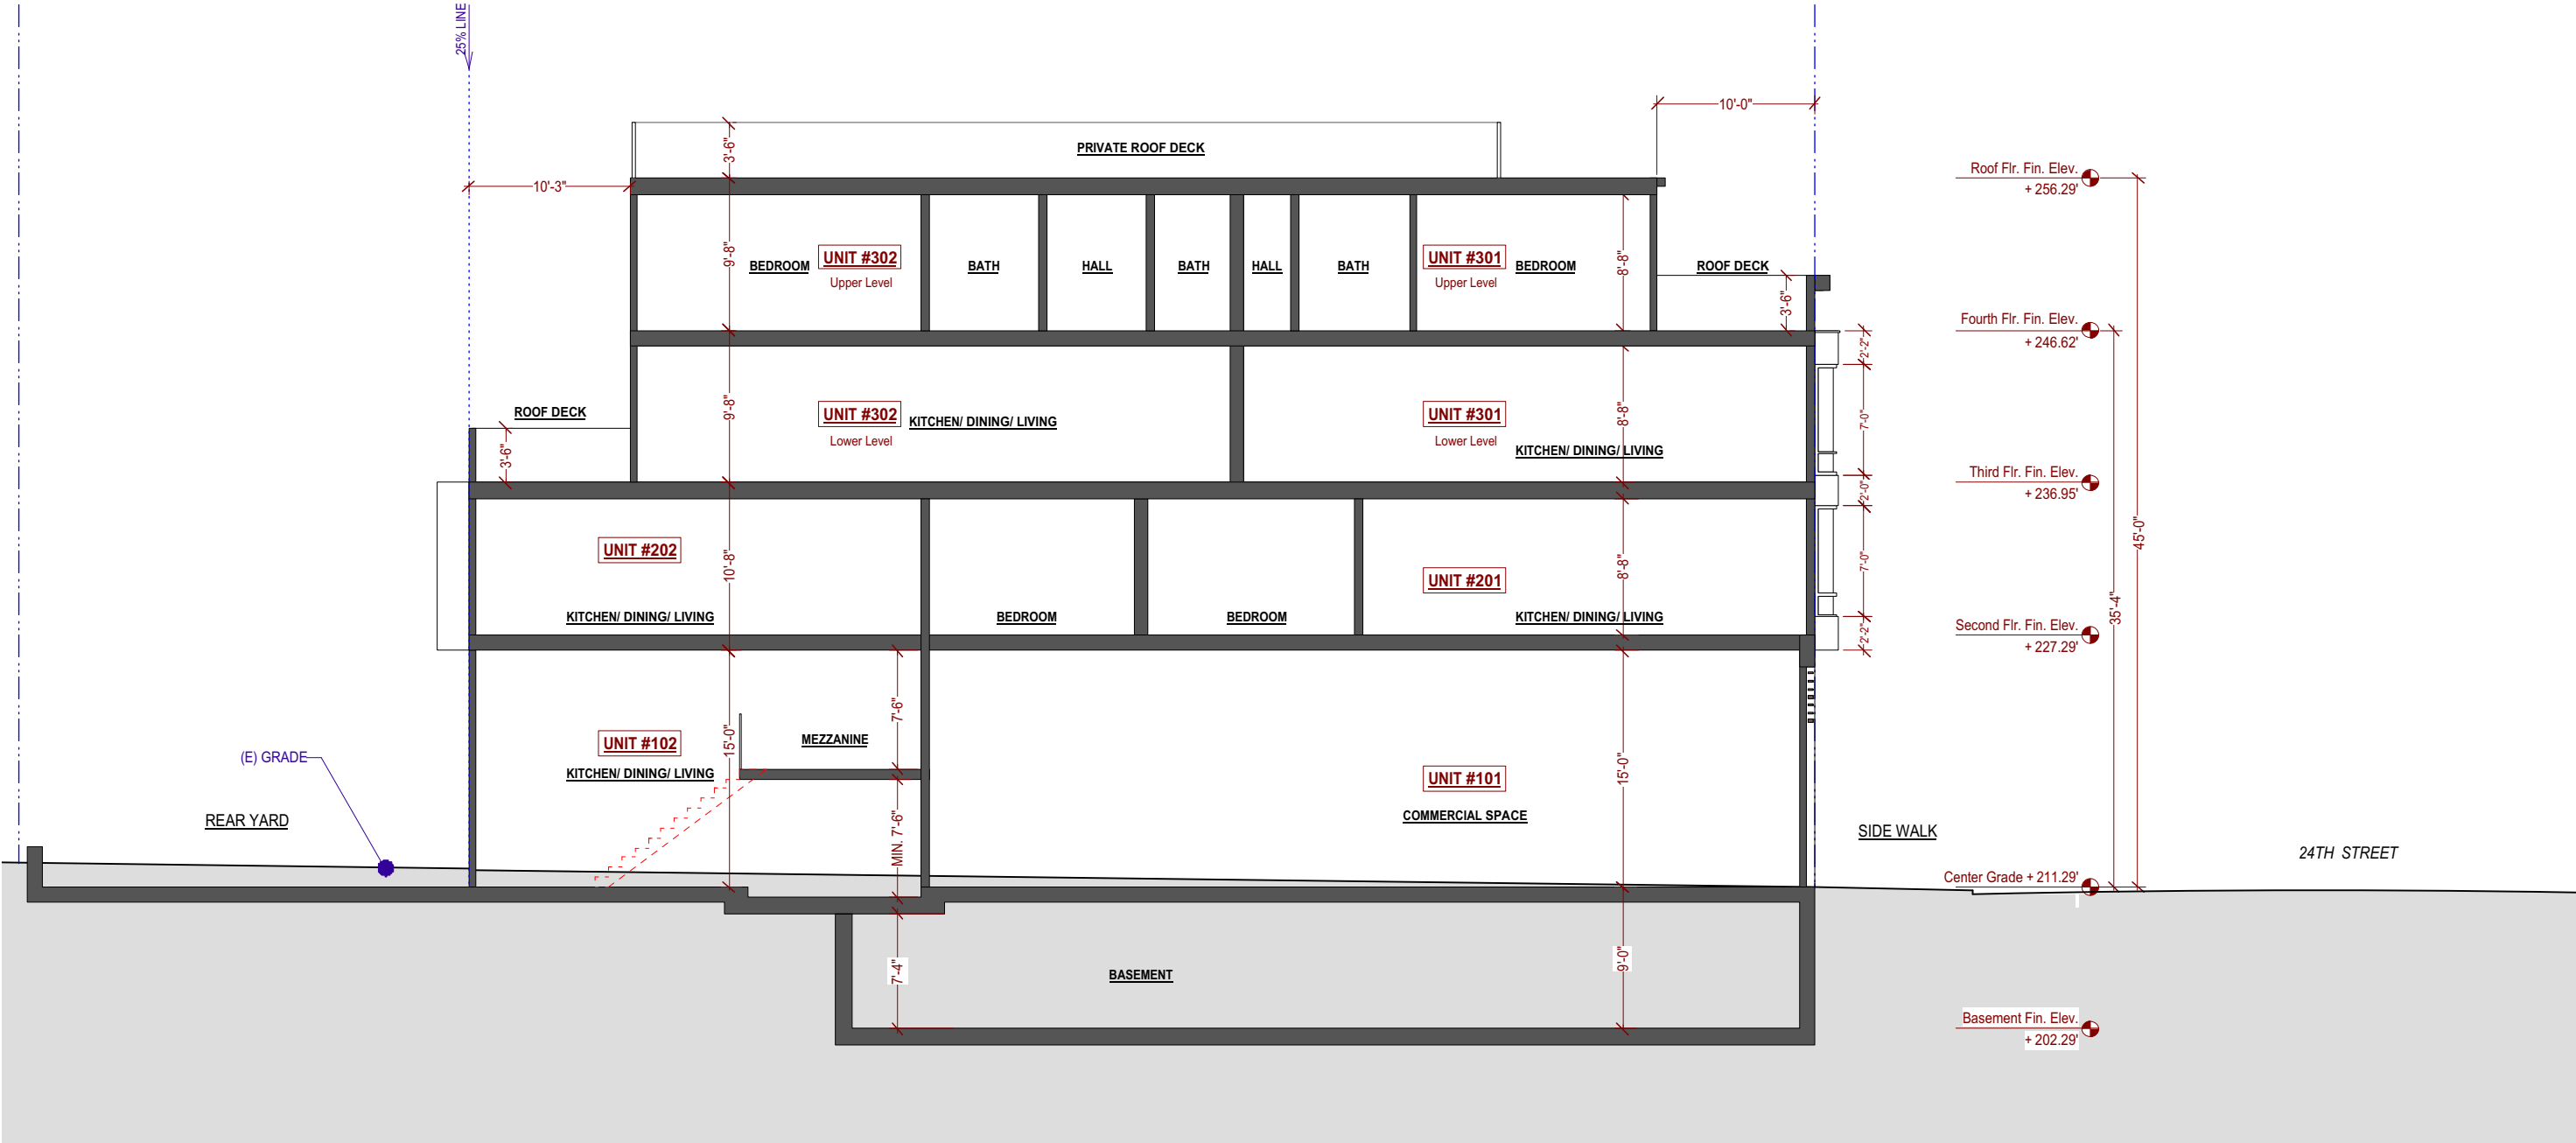 25% LINE
10'-0"
3'-6"
PRIVATE ROOF DECK
10'-3"
Roof Flr. Fin. Elev.
+ 256.29'
9'-8"
BEDROOM
UNIT #302
Upper Level
BATH
HALL
BATH
HALL
BATH
UNIT #301
Upper Level
BEDROOM
8'-8"
ROOF DECK
3'-6"
Fourth Flr. Fin. Elev.
+ 246.62'
2'-2"
ROOF DECK
3'-6"
9'-8"
UNIT #302
Lower Level
KITCHEN/ DINING/ LIVING
UNIT #301
Lower Level
KITCHEN/ DINING/ LIVING
8'-8"
7'-0"
Third Flr. Fin. Elev.
+ 236.95'
2'-0"
45'-0"
UNIT #202
KITCHEN/ DINING/ LIVING
10'-8"
BEDROOM
BEDROOM
UNIT #201
KITCHEN/ DINING/ LIVING
8'-8"
7'-0"
35'-4"
Second Flr. Fin. Elev.
+ 227.29'
2'-2"
7'-6"
15'-0"
MEZZANINE
UNIT #102
KITCHEN/ DINING/ LIVING
(E) GRADE
REAR YARD
MIN. 7'-6"
UNIT #101
COMMERCIAL SPACE
15'-0"
SIDE WALK
24TH STREET
Center Grade + 211.29'
7'-4"
BASEMENT
9'-0"
Basement Fin. Elev.
+ 202.29'